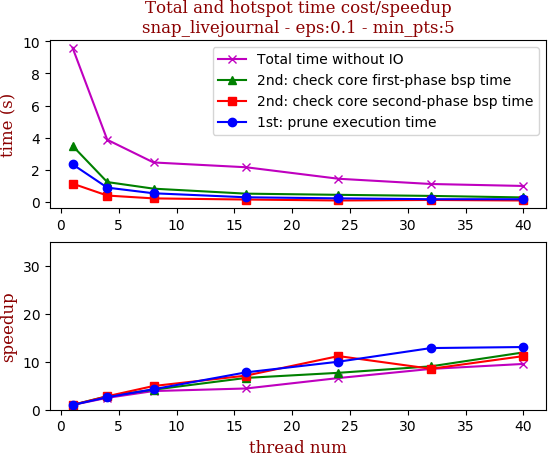 Total and hotspot time cost/speedup
snap_livejournal - eps:0.1 - min_pts:5
10
8
6
4
2
0
time (s)
Total time without IO
2nd: check core first-phase bsp time
2nd: check core second-phase bsp time
1st: prune execution time
0 5 10 15 20 25 30 35 40
30
20
10
0
speedup
0 5 10 15 20 25 30 35 40
thread num